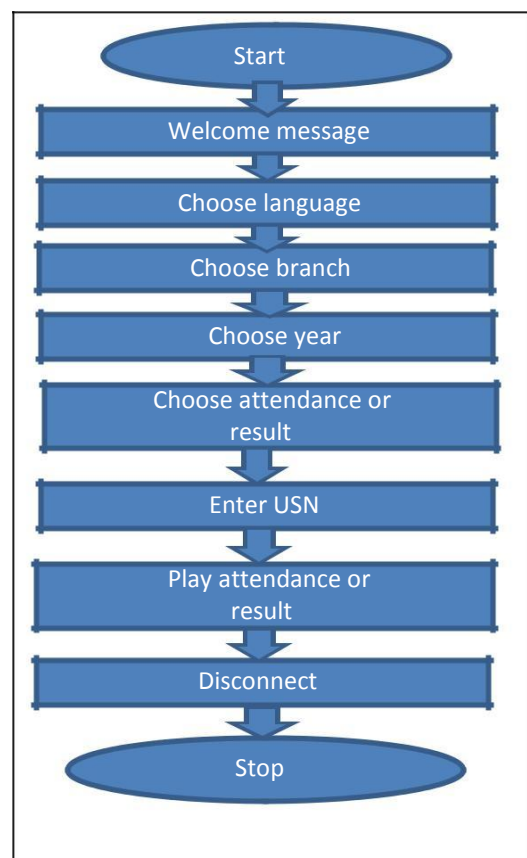 Start
Welcome message
Choose language
Choose branch
Choose year
Choose attendance or
result
Enter USN
Play attendance or
result
Disconnect
Stop